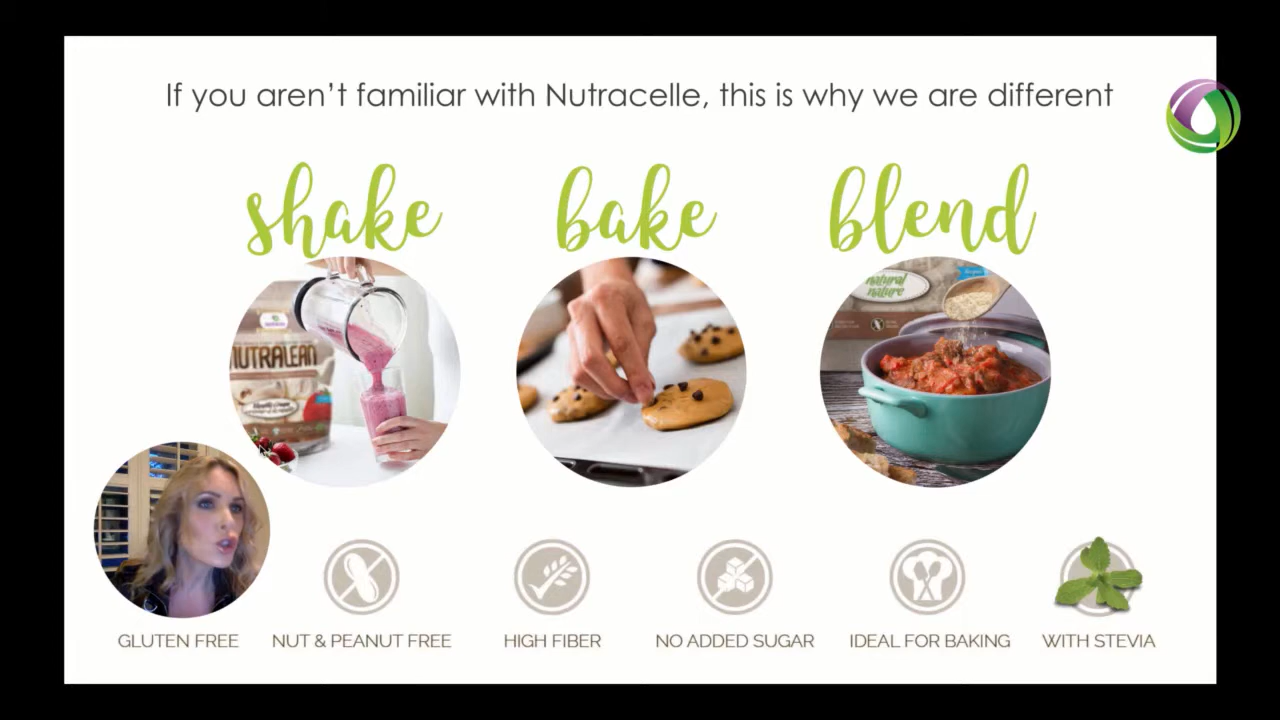 If you aren't familiar with Nutracelle, this is why we are different
shake
bake
blend
NUTRALEAN
natural
nature
GLUTEN FREE
NUT & PEANUT FREE
HIGH FIBER
NO ADDED SUGAR
IDEAL FOR BAKING
WITH STEVIA